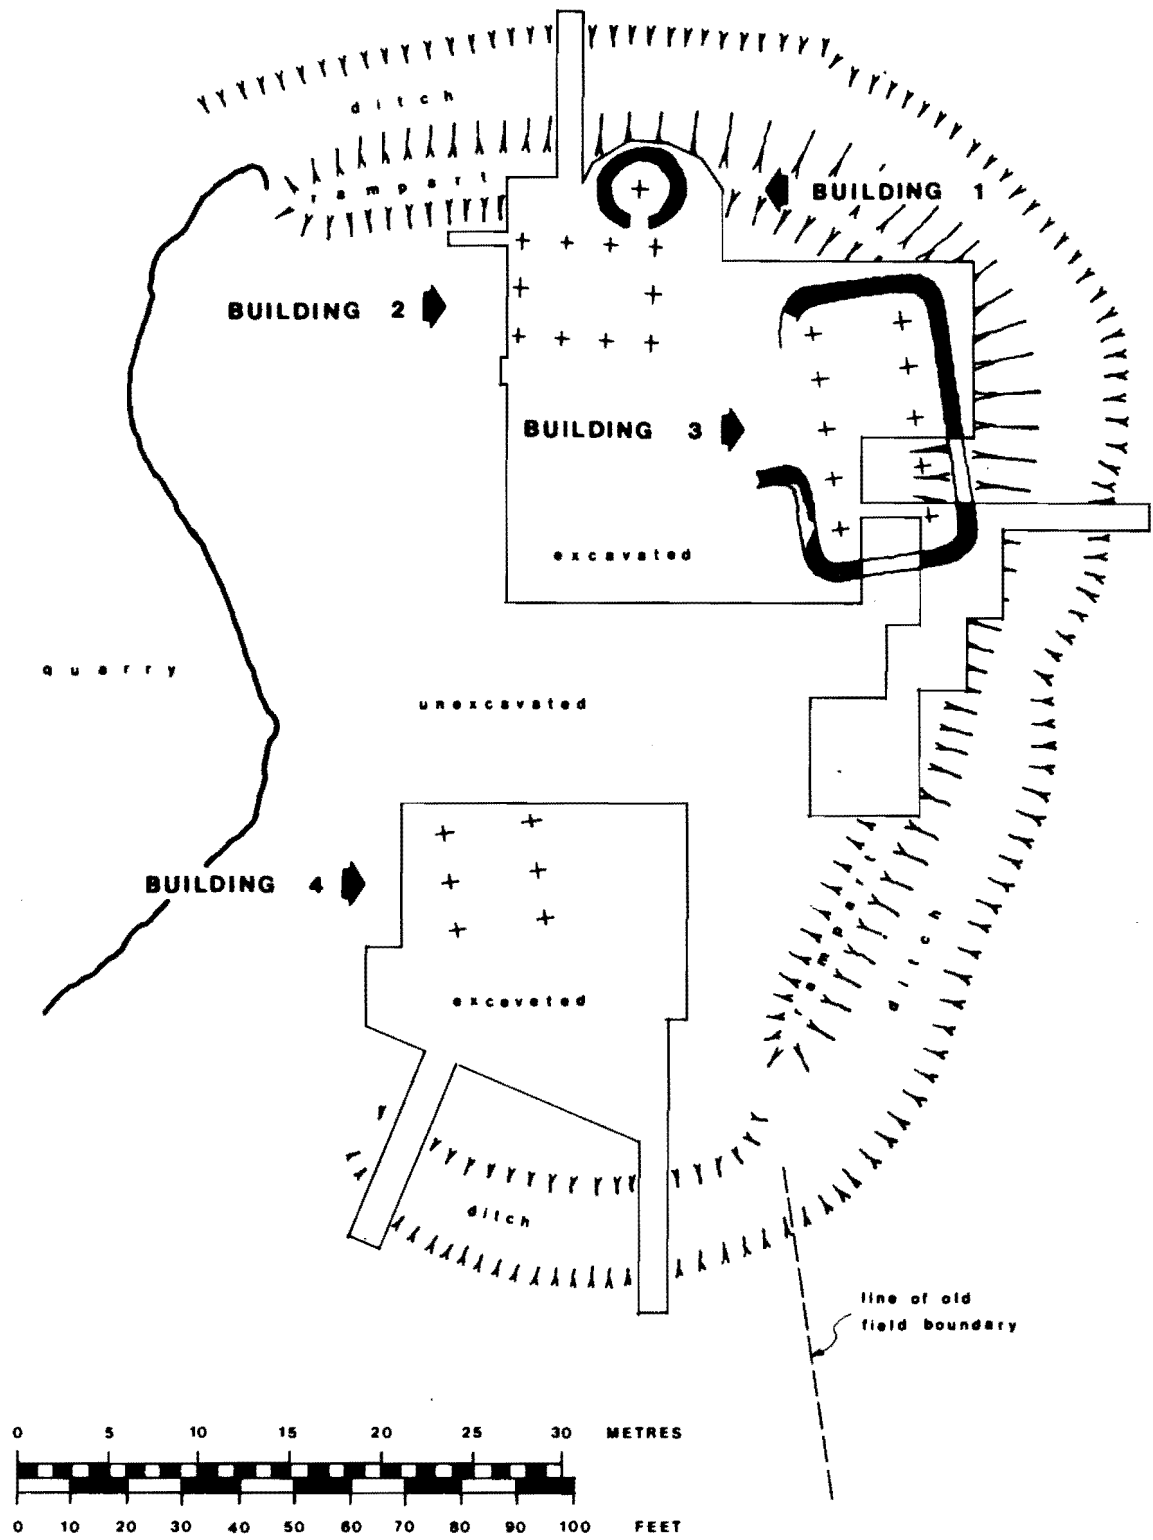 ditch
rampart
BUILDING 1
BUILDING 2
BUILDING 3
excavated
quarry
unexcavated
BUILDING 4
rampart
ditch
excaveted
ditch
line of old
field boundary
0 5 10 15 20 25 30 METRES
0 10 20 30 40 50 60 70 80 90 100 FEET